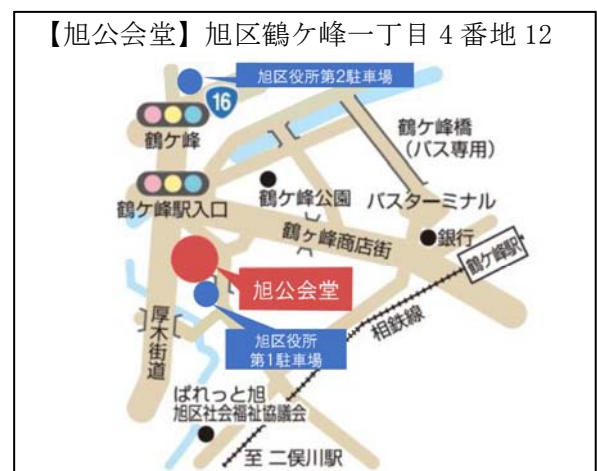 【旭公会堂】旭区鶴ケ峰一丁目4番地12
旭区役所第2駐車場
16
鶴ケ峰
鶴ケ峰橋
(バス専用)
鶴ケ峰駅入口
鶴ケ峰公園
バスターミナル
鶴ヶ峰商店街
銀行
鶴ケ峰駅
旭公会堂
厚木街道
旭区役所
第1駐車場
相鉄線
ぱれっと旭
旭区社会福祉協議会
至 二俣川駅